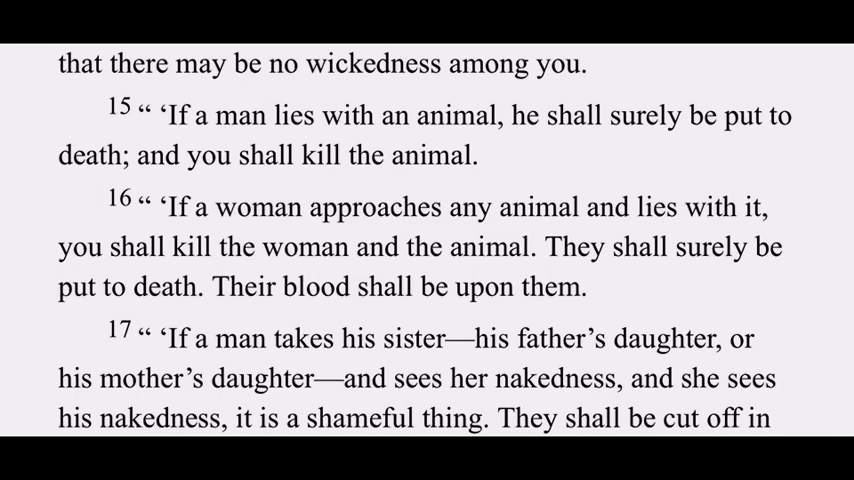 that there may be no wickedness among you.
15 “ ‘If a man lies with an animal, he shall surely be put to
death; and you shall kill the animal.
16 “ ‘If a woman approaches any animal and lies with it,
you shall kill the woman and the animal. They shall surely be
put to death. Their blood shall be upon them.
17 “ ‘If a man takes his sister—his father’s daughter, or
his mother’s daughter—and sees her nakedness, and she sees
his nakedness, it is a shameful thing. They shall be cut off in